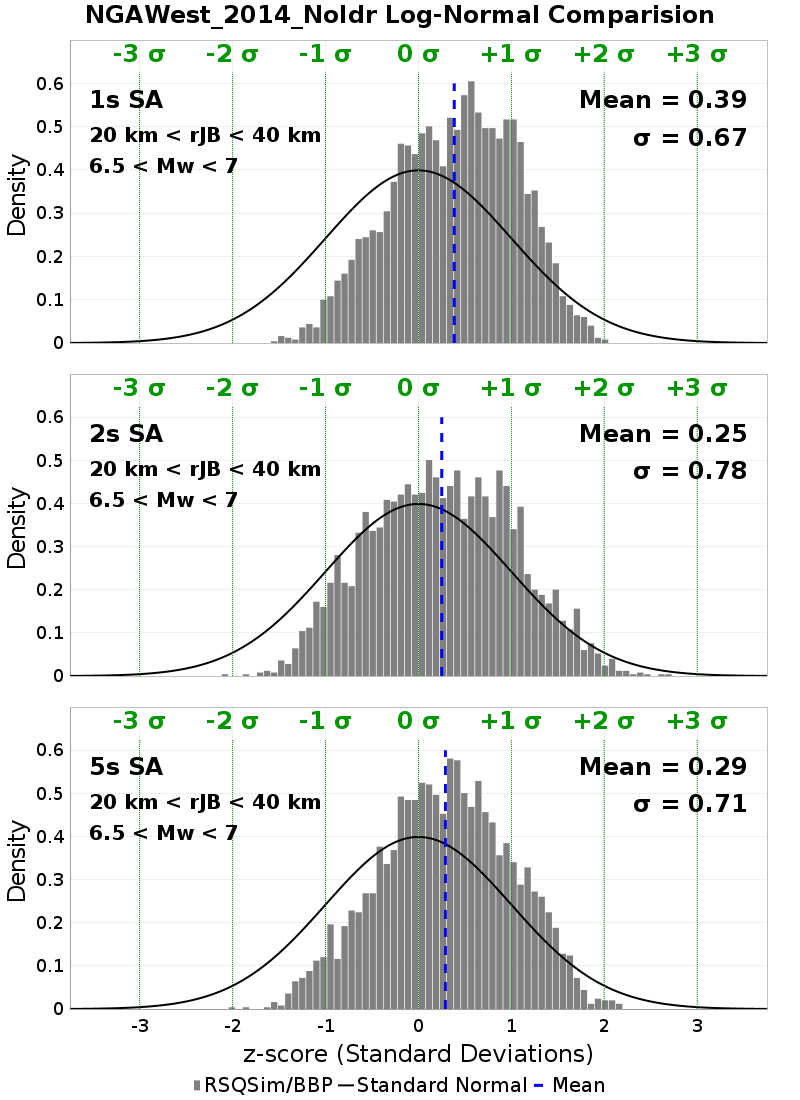 NGAWest_2014_NoIdr Log-Normal Comparision
-3 σ -2 σ -1 σ 0 σ +1 σ +2 σ +3 σ
0.6
1s SA Mean = 0.39
0.5
20 km < rJB < 40 km σ = 0.67
6.5 < Mw < 7
0.4
Density
0.3
0.2
0.1
0
-3 σ -2 σ -1 σ 0 σ +1 σ +2 σ +3 σ
0.6
2s SA Mean = 0.25
0.5
20 km < rJB < 40 km σ = 0.78
6.5 < Mw < 7
0.4
Density
0.3
0.2
0.1
0
-3 σ -2 σ -1 σ 0 σ +1 σ +2 σ +3 σ
0.6
5s SA Mean = 0.29
0.5
20 km < rJB < 40 km σ = 0.71
6.5 < Mw < 7
0.4
Density
0.3
0.2
0.1
0
-3 -2 -1 0 1 2 3
z-score (Standard Deviations)
RSQSim/BBP Standard Normal Mean